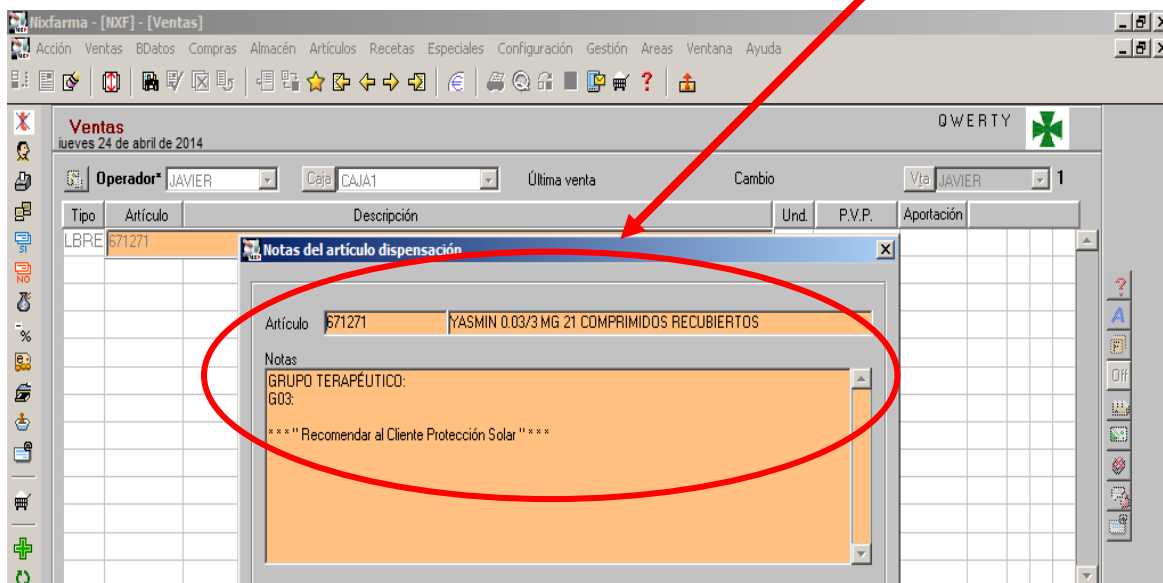 Nixfarma - [NXF] - [Ventas]
Acción Ventas BDatos Compras Almacén Artículos Recetas Especiales Configuración Gestión Areas Ventana Ayuda
Ventas
jueves 24 de abril de 2014
QWERTY
Operador* JAVIER Caja CAJA1 Última venta Cambio Vta JAVIER 1
Tipo Artículo Descripción Und. P.V.P. Aportación
LBRE 671271
Notas del artículo dispensación
Artículo 671271 YASMIN 0.03/3 MG 21 COMPRIMIDOS RECUBIERTOS
Notas
GRUPO TERAPÉUTICO:
G03:
* * * " Recomendar al Cliente Protección Solar " * * *
SI
NO
%
Off